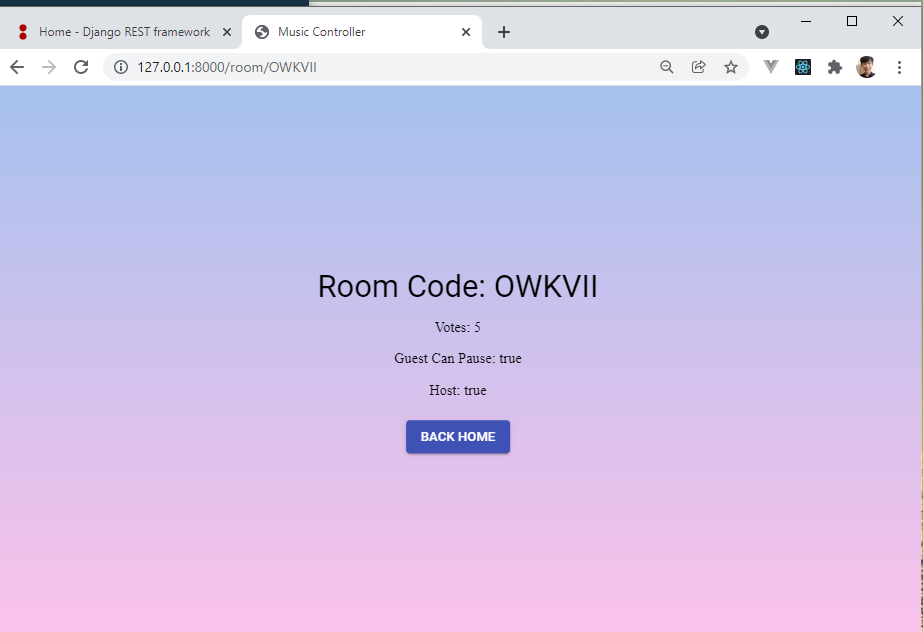 Home - Django REST framework
Music Controller
127.0.0.1:8000/room/OWKVII
Room Code: OWKVII
Votes: 5
Guest Can Pause: true
Host: true
BACK HOME